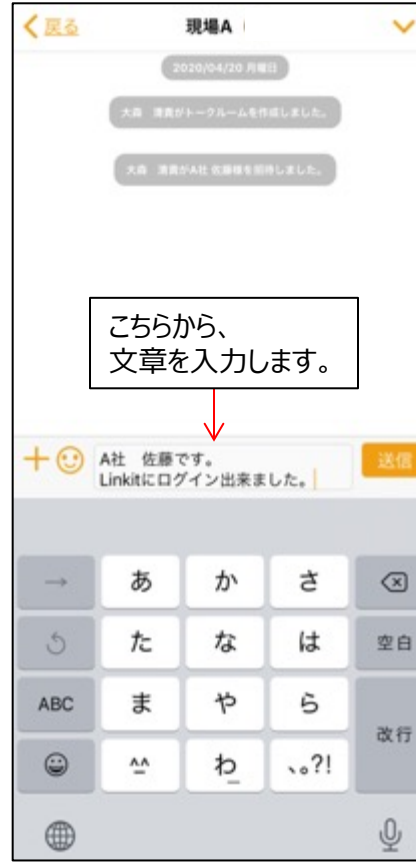 戻る
現場A
2020/04/20 月曜日
大森 清貴がトークルームを作成しました。
大森 清貴がA社 佐藤様を招待しました。
こちらから、
文章を入力します。
A社 佐藤です。
Linkitにログイン出来ました。
送信
→ あ か さ
た な は 空白
ABC ま や ら
改行
^^ わ 、。?!